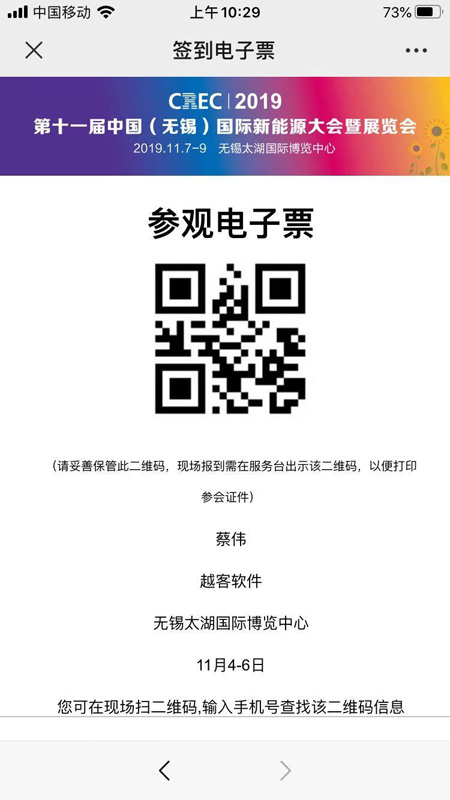 中国移动
上午10:29
73%
签到电子票
CREC | 2019
第十一届中国（无锡）国际新能源大会暨展览会
2019.11.7-9 无锡太湖国际博览中心
参观电子票
（请妥善保管此二维码，现场报到需在服务台出示该二维码，以便打印
参会证件）
蔡伟
越客软件
无锡太湖国际博览中心
11月4-6日
您可在现场扫二维码,输入手机号查找该二维码信息